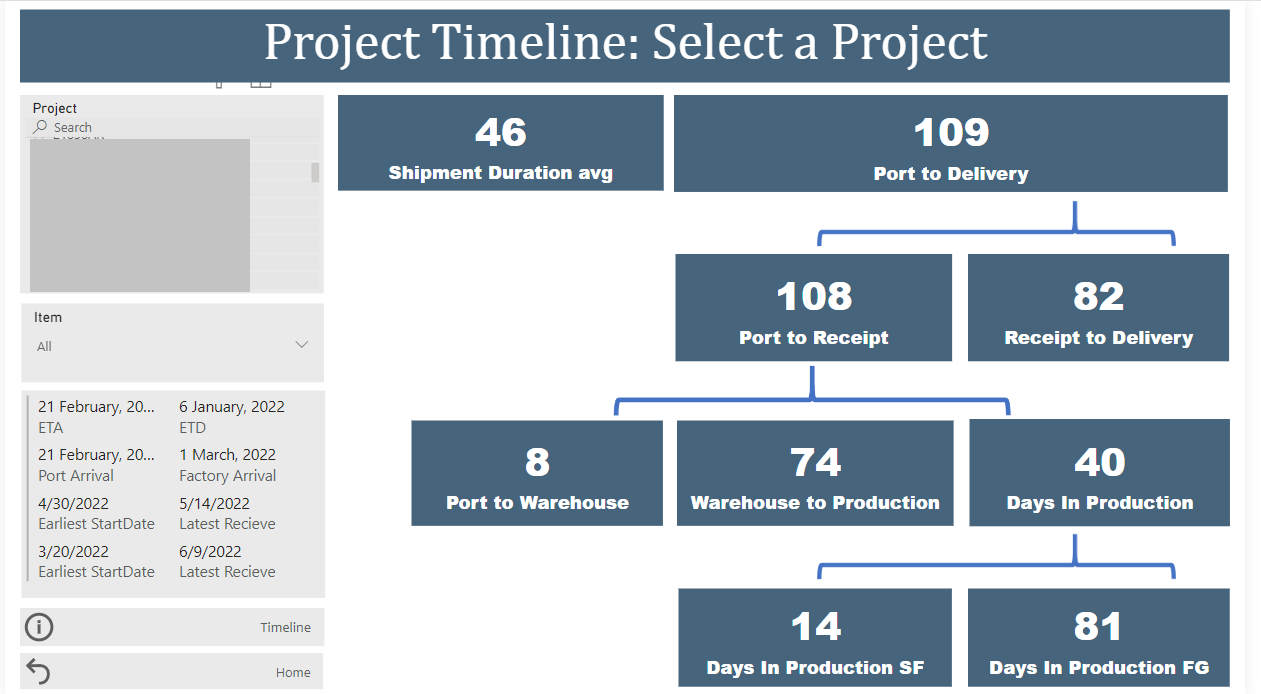 Project Timeline: Select a Project
Project
Search
46
Shipment Duration avg
109
Port to Delivery
108
Port to Receipt
82
Receipt to Delivery
Item
All
21 February, 20...
ETA
6 January, 2022
ETD
21 February, 20...
Port Arrival
1 March, 2022
Factory Arrival
4/30/2022
Earliest StartDate
5/14/2022
Latest Recieve
3/20/2022
Earliest StartDate
6/9/2022
Latest Recieve
8
Port to Warehouse
74
Warehouse to Production
40
Days In Production
14
Days In Production SF
81
Days In Production FG
Timeline
Home